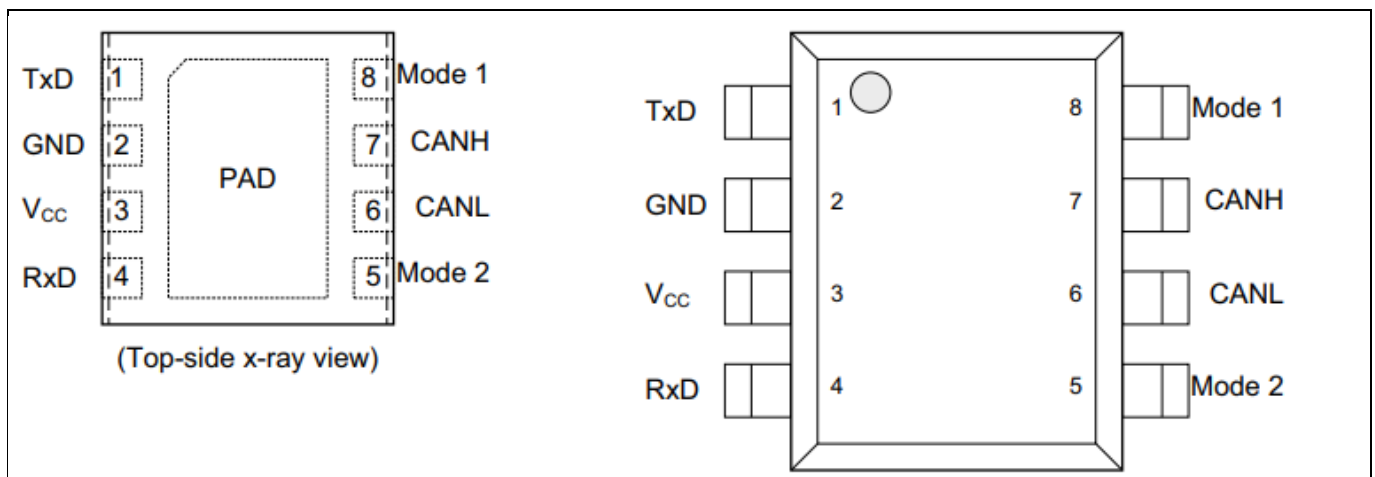 TxD 1 8 Mode 1
GND 2 7 CANH
PAD
VCC 3 6 CANL
RxD 4 5 Mode 2
(Top-side x-ray view)
TxD 1 8 Mode 1
GND 2 7 CANH
VCC 3 6 CANL
RxD 4 5 Mode 2